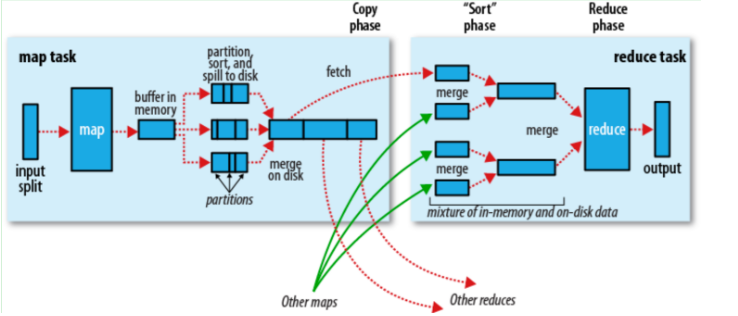 Copy
phase
"Sort"
phase
Reduce
phase
map task
partition,
sort, and
spill to disk
fetch
reduce task
buffer in
memory
merge
map
merge
reduce
input
split
merge
on disk
merge
output
partitions
mixture of in-memory and on-disk data
Other maps
Other reduces